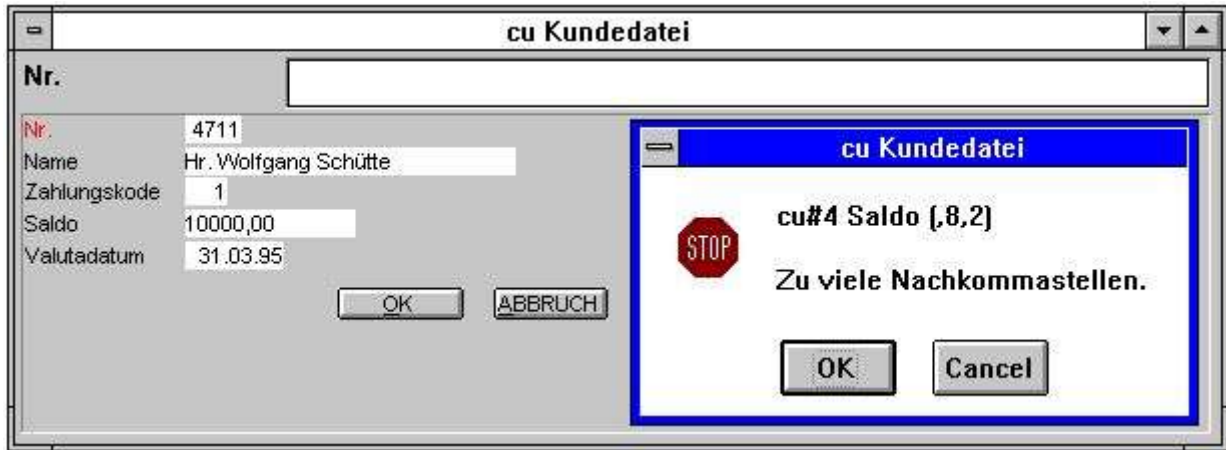 cu Kundedatei
Nr.
Nr. 4711
Name Hr. Wolfgang Schütte
Zahlungskode 1
Saldo 10000,00
Valutadatum 31.03.95
OK ABBRUCH
cu Kundedatei
STOP
cu#4 Saldo (,8,2)
Zu viele Nachkommastellen.
OK Cancel